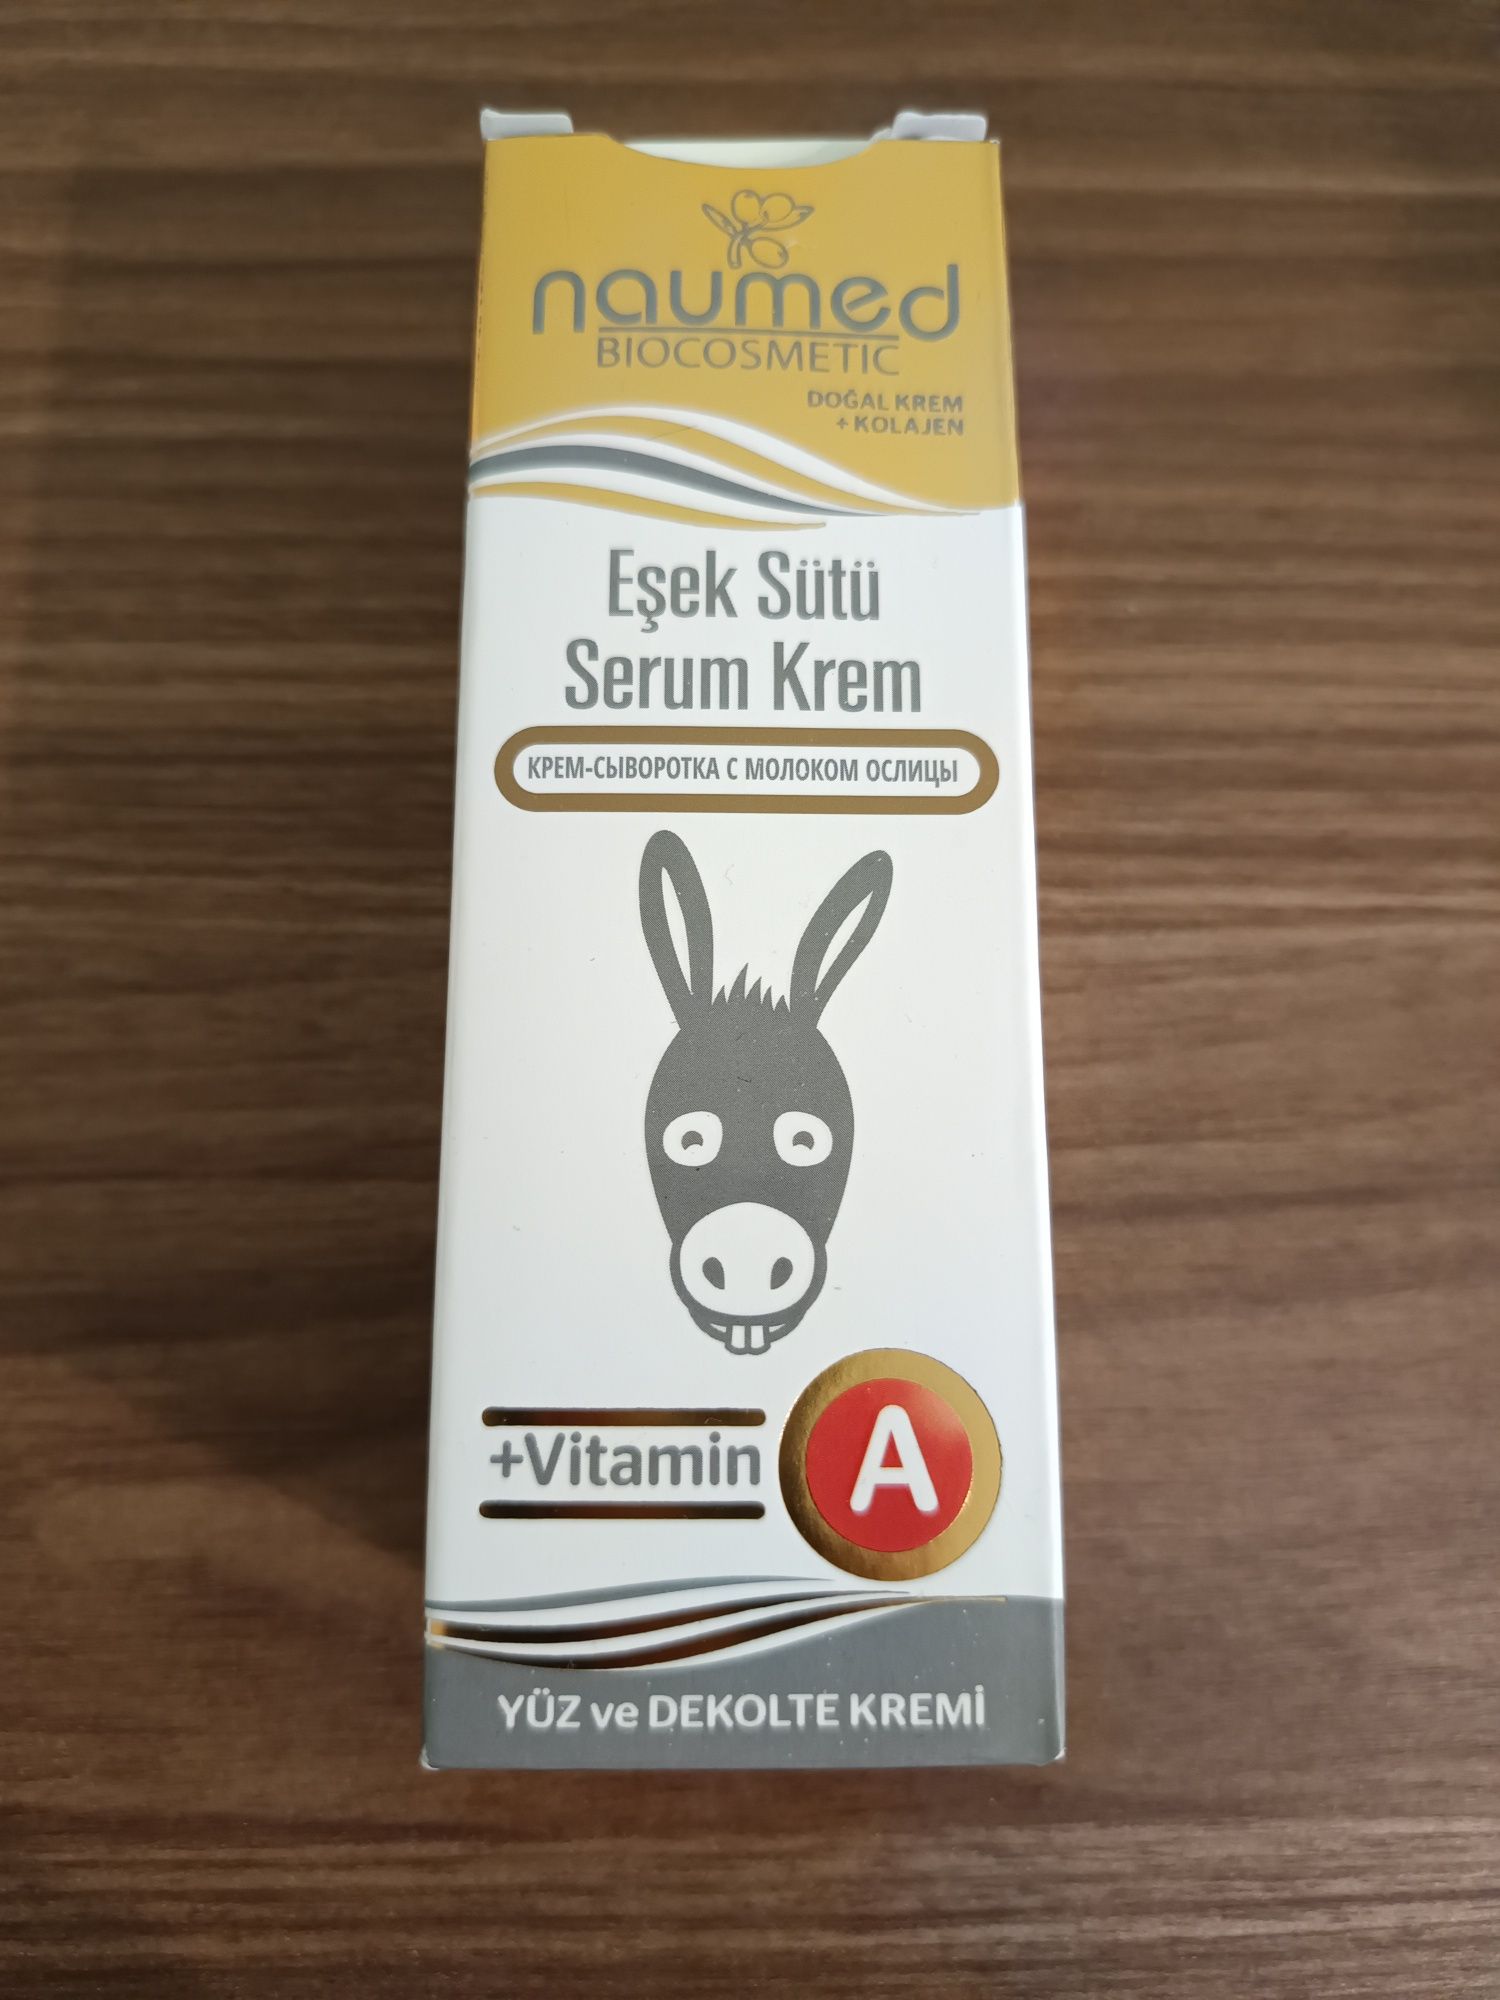 naumed
BIOCOSMETIC
DOĞAL KREM
+ KOLAJEN
Eşek Sütü
Serum Krem
КРЕМ-СЫВОРОТКА С МОЛОКОМ ОСЛИЦЫ
+Vitamin A
YÜZ ve DEKOLTE KREMİ